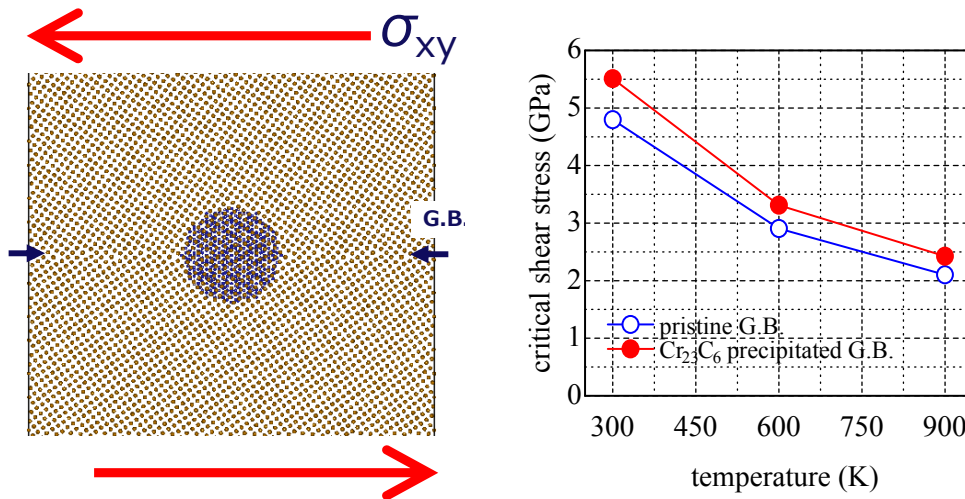 σxy
G.B.
critical shear stress (GPa)
6
5
4
3
2
1
0
pristine G.B.
Cr23C6 precipitated G.B.
300 450 600 750 900
temperature (K)